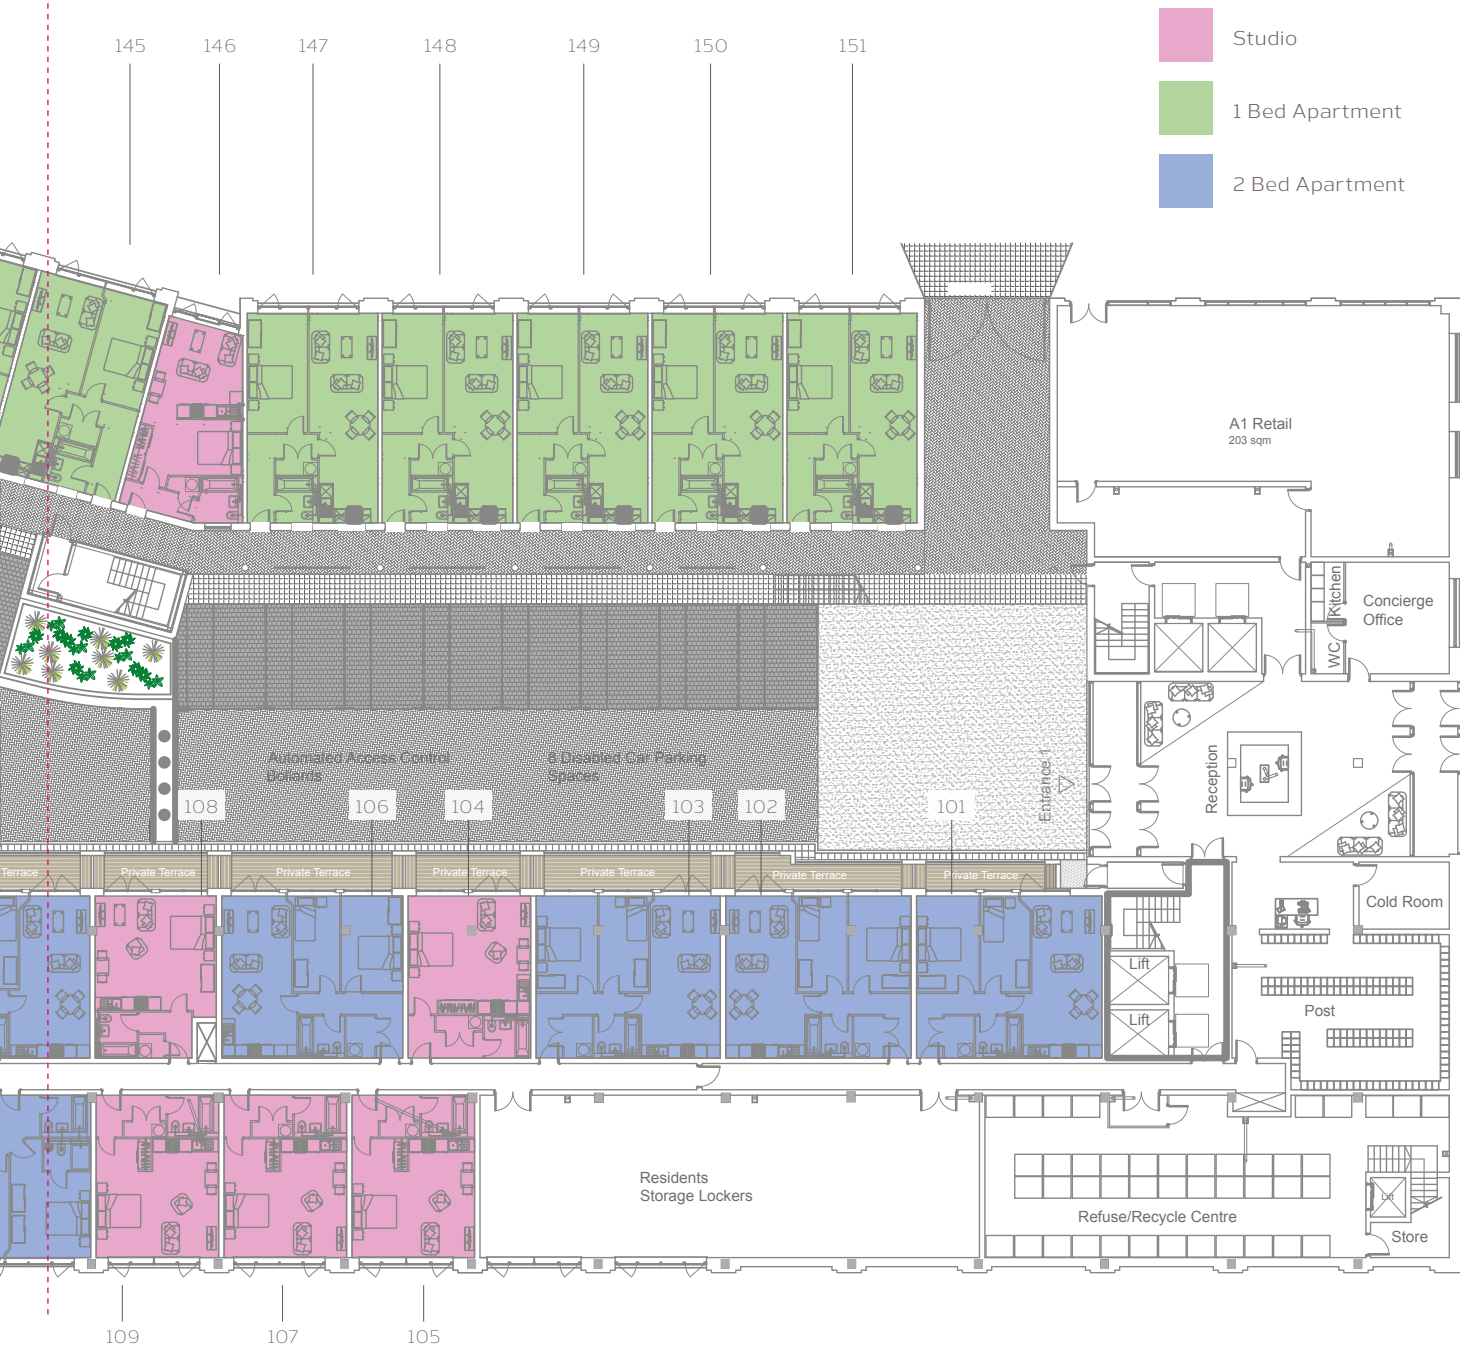 Studio
145 146 147 148 149 150 151
1 Bed Apartment
2 Bed Apartment
A1 Retail
203 sqm
Kitchen
Concierge
Office
WC
Automated Access Control
Bollards
8 Disabled Car Parking
Spaces
Entrance 1
Reception
108 106 104 103 102 101
Terrace
Private Terrace
Private Terrace
Private Terrace
Private Terrace
Private Terrace
Private Terrace
Cold Room
Lift
Post
Lift
Residents
Storage Lockers
Lift
Refuse/Recycle Centre
Store
109 107 105